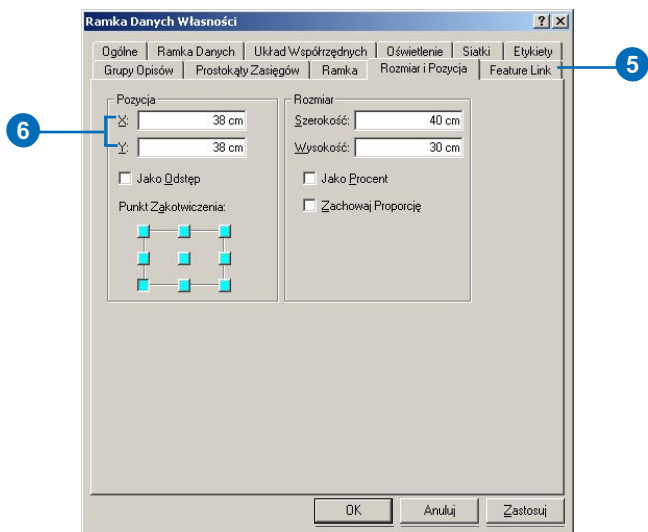 Ramka Danych Własności
Ogólne Ramka Danych Układ Współrzędnych Oświetlenie Siatki Etykiety
Grupy Opisów Prostokąty Zasięgów Ramka Rozmiar i Pozycja Feature Link
5
Pozycja
Rozmiar
6
X: 38 cm
Szerokość: 40 cm
Y: 38 cm
Wysokość: 30 cm
Jako Odstęp
Jako Procent
Punkt Zakotwiczenia:
Zachowaj Proporcję
OK Anuluj Zastosuj